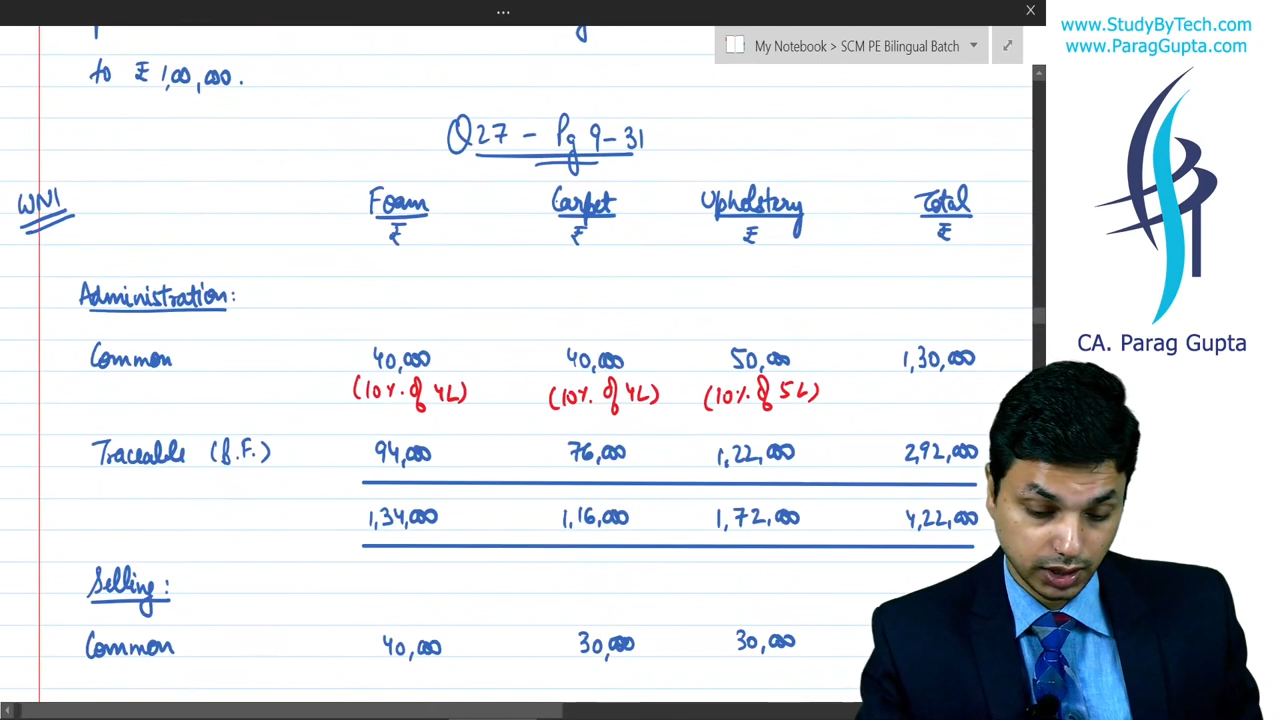 ...
My Notebook > SCM PE Bilingual Batch
www.StudyByTech.com
www.ParagGupta.com
to ₹ 1,00,000.
Q27 - Pg 9-31
WN1
Foam Carpet Upholstery Total
₹ ₹ ₹ ₹
Administration:
Common 40,000 40,000 50,000 1,30,000
(10% of 4L) (10% of 4L) (10% of 5L)
Traceable (B.F.) 94,000 76,000 1,22,000 2,92,000
1,34,000 1,16,000 1,72,000 4,22,000
Selling:
Common 40,000 30,000 30,000
CA. Parag Gupta